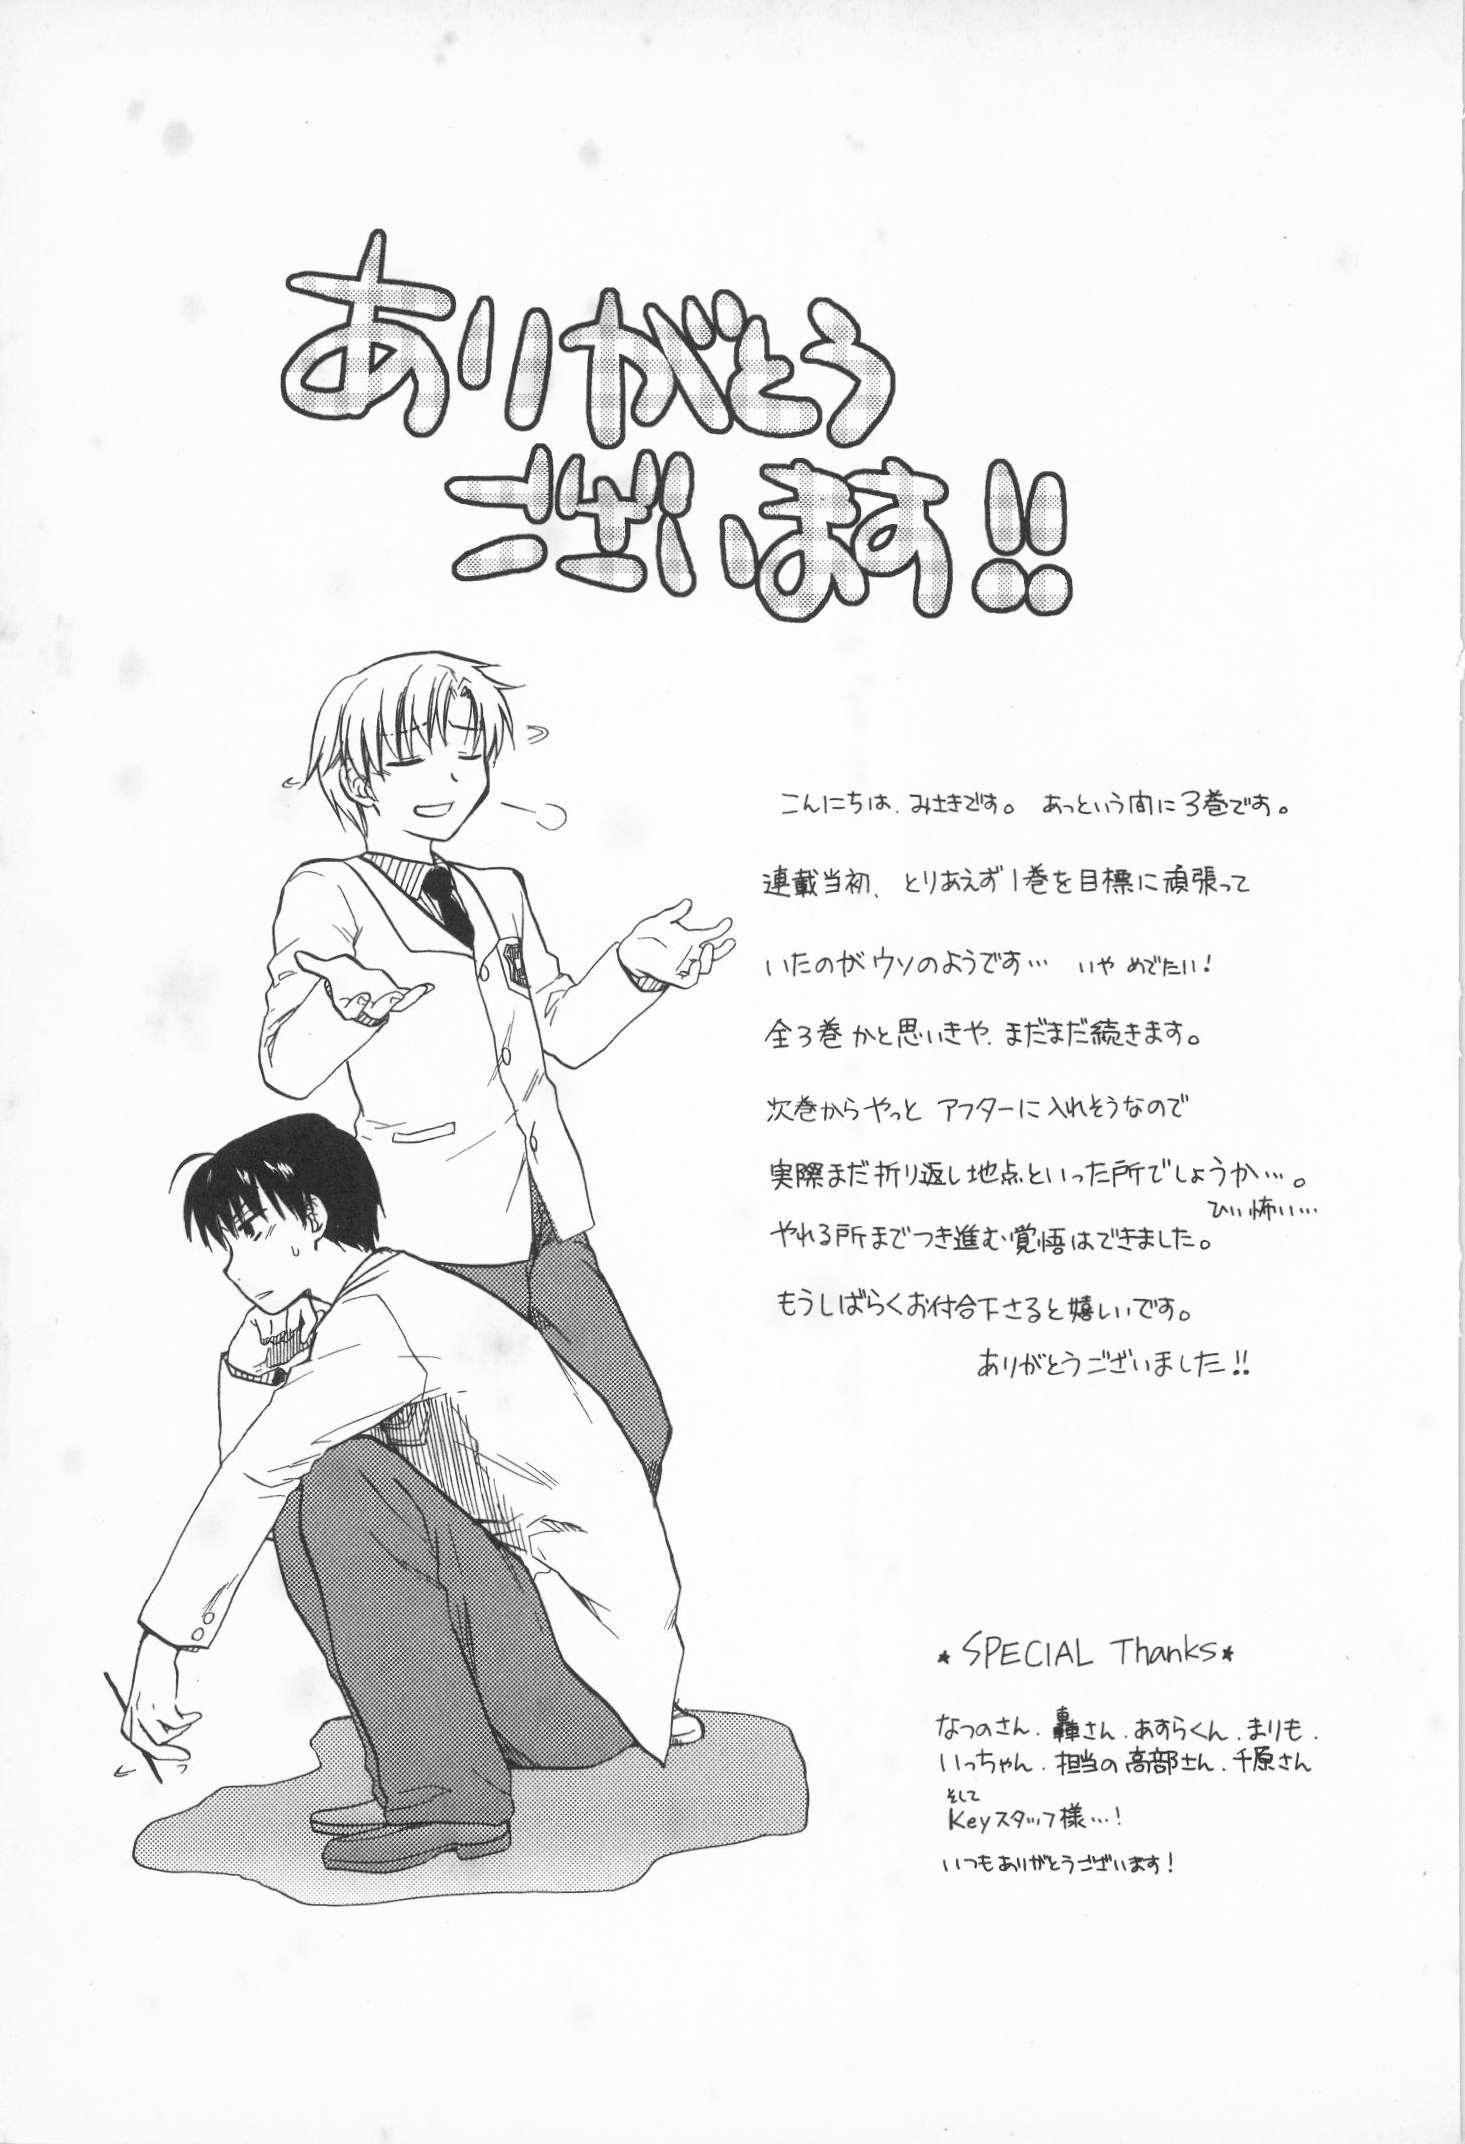 ありがとう
ございます!!
こんにちは、みさきです。 あっという間に3巻です。
連載当初、とりあえず1巻を目標に頑張って
いたのがウソのようです… いや めでたい!
全3巻かと思いきや、まだまだ続きます。
次巻からやっと アフターに入れそうなので
実際まだ折り返し地点といった所でしょうか…。
ひぃ怖い…
やれる所までつき進む覚悟はできました。
もうしばらくお付合下さると嬉しいです。
ありがとうございました!!
*SPECIAL Thanks*
なつのさん、轟さん、あすらくん、まりも、
いっちゃん、担当の高部さん、千原さん
そして
Keyスタッフ様…!
いつもありがとうございます!